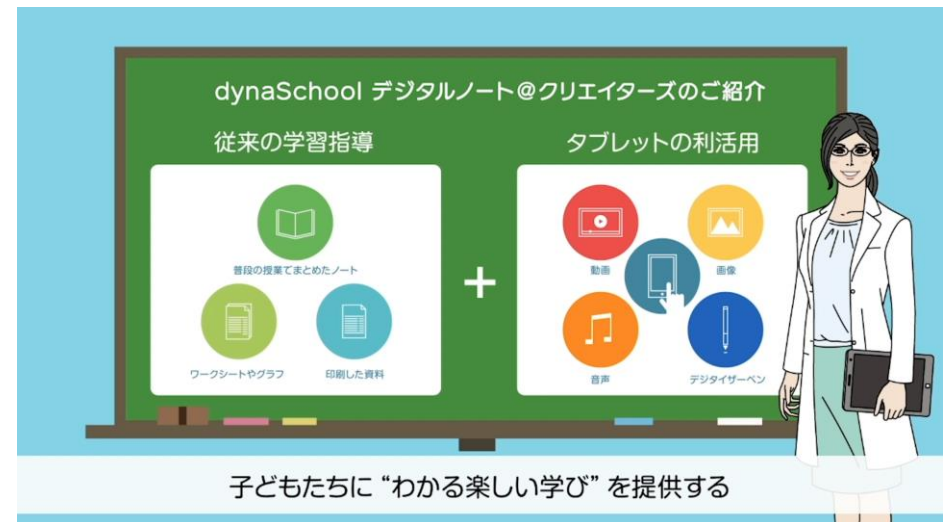 dynaSchool デジタルノート@クリエイターズのご紹介
従来の学習指導
普段の授業でまとめたノート
ワークシートやグラフ
印刷した資料
+
タブレットの利活用
動画
画像
音声
デジタイザーペン
子どもたちに “わかる楽しい学び” を提供する